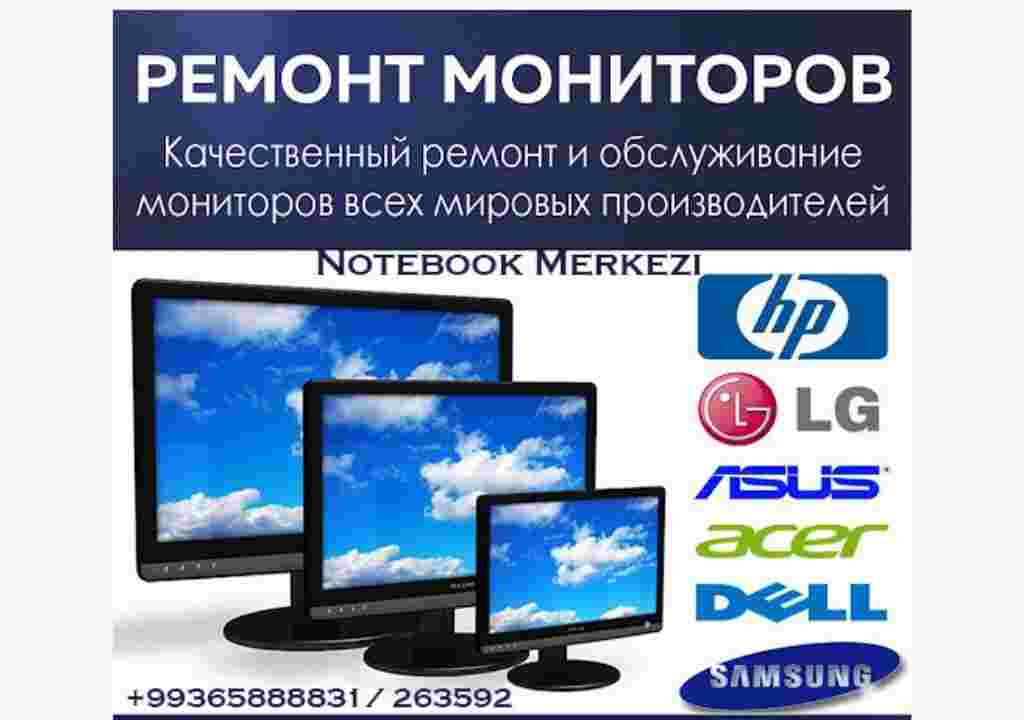 РЕМОНТ МОНИТОРОВ
Качественный ремонт и обслуживание
мониторов всех мировых производителей
Notebook Merkezi
hp
LG LG
ASUS
acer
DELL
SAMSUNG
+99365888831 / 263592